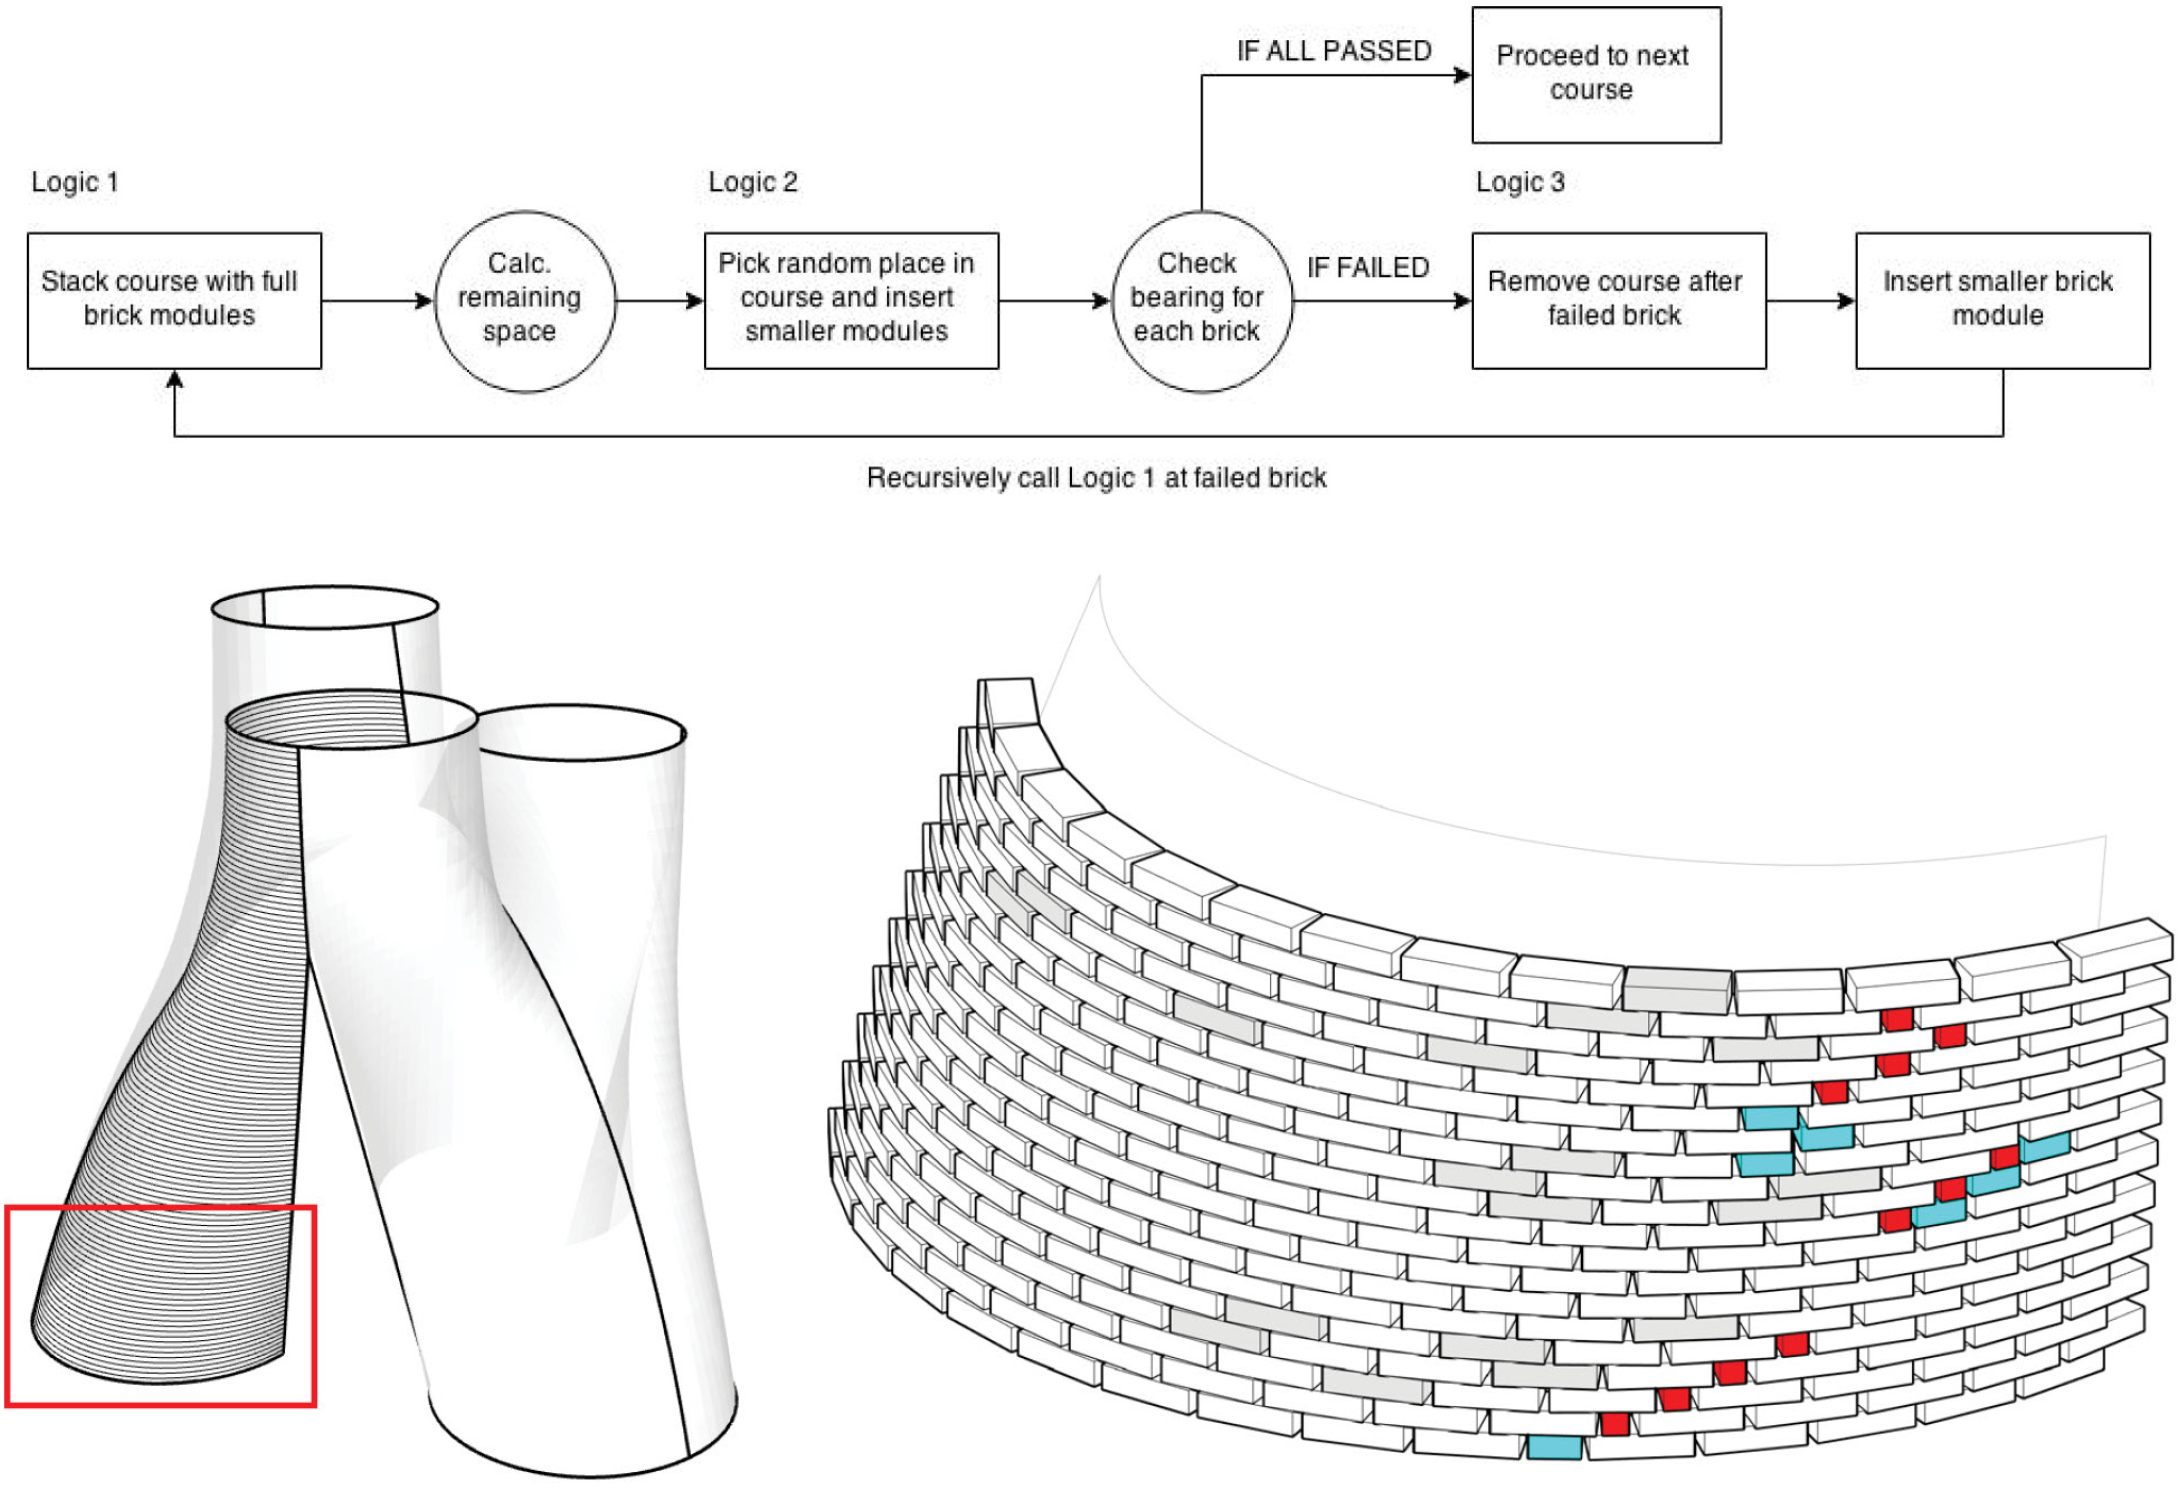 IF ALL PASSED
Proceed to next
course
Logic 1
Logic 2
Logic 3
Stack course with full
brick modules
Calc.
remaining
space
Pick random place in
course and insert
smaller modules
Check
bearing for
each brick
IF FAILED
Remove course after
failed brick
Insert smaller brick
module
Recursively call Logic 1 at failed brick